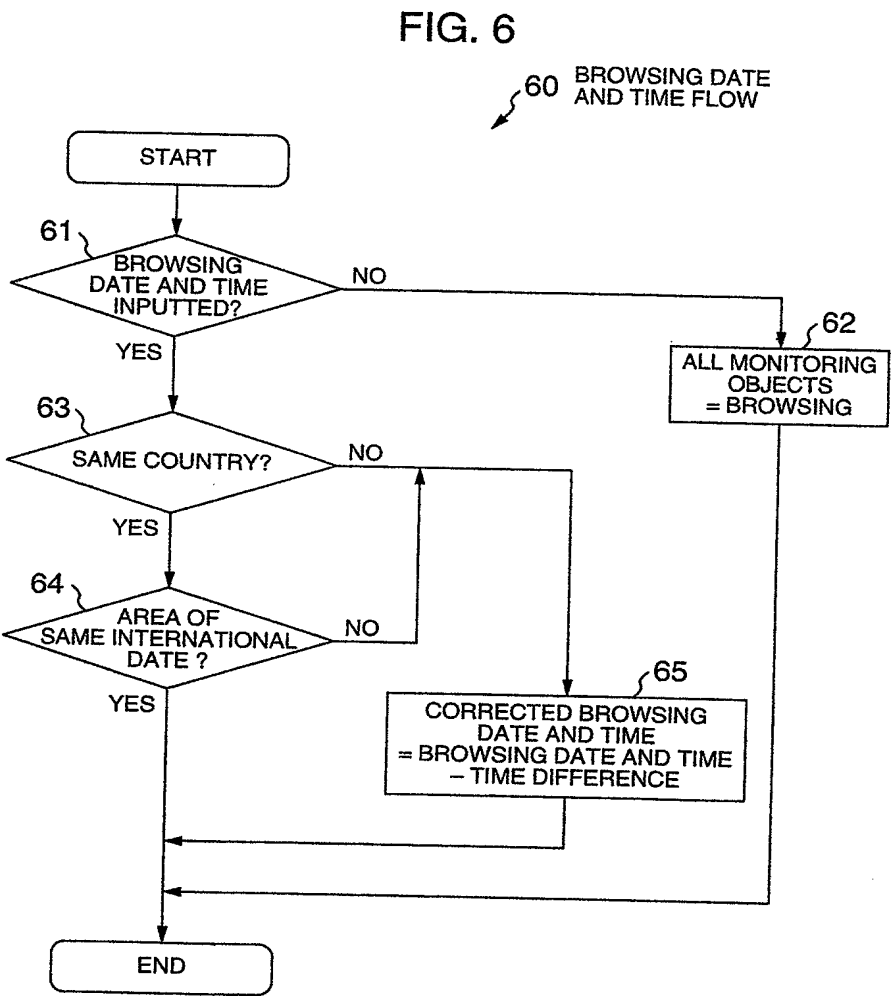 FIG. 6
60 BROWSING DATE
AND TIME FLOW
START
61
BROWSING
DATE AND TIME
INPUTTED?
NO
YES
62
ALL MONITORING
OBJECTS
= BROWSING
63
SAME COUNTRY?
NO
YES
64
AREA OF
SAME INTERNATIONAL
DATE ?
NO
YES
65
CORRECTED BROWSING
DATE AND TIME
= BROWSING DATE AND TIME
– TIME DIFFERENCE
END